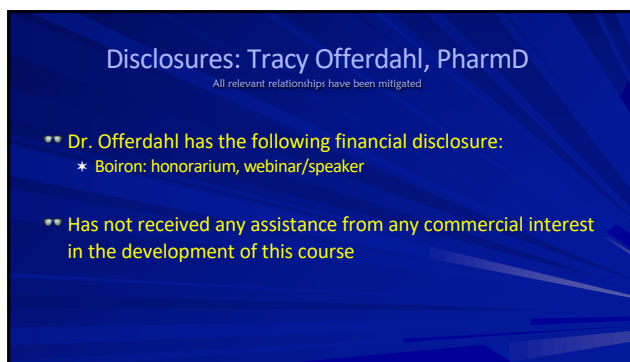 Disclosures: Tracy Offerdahl, PharmD
All relevant relationships have been mitigated
Dr. Offerdahl has the following financial disclosure:
Boiron: honorarium, webinar/speaker
Has not received any assistance from any commercial interest
in the development of this course